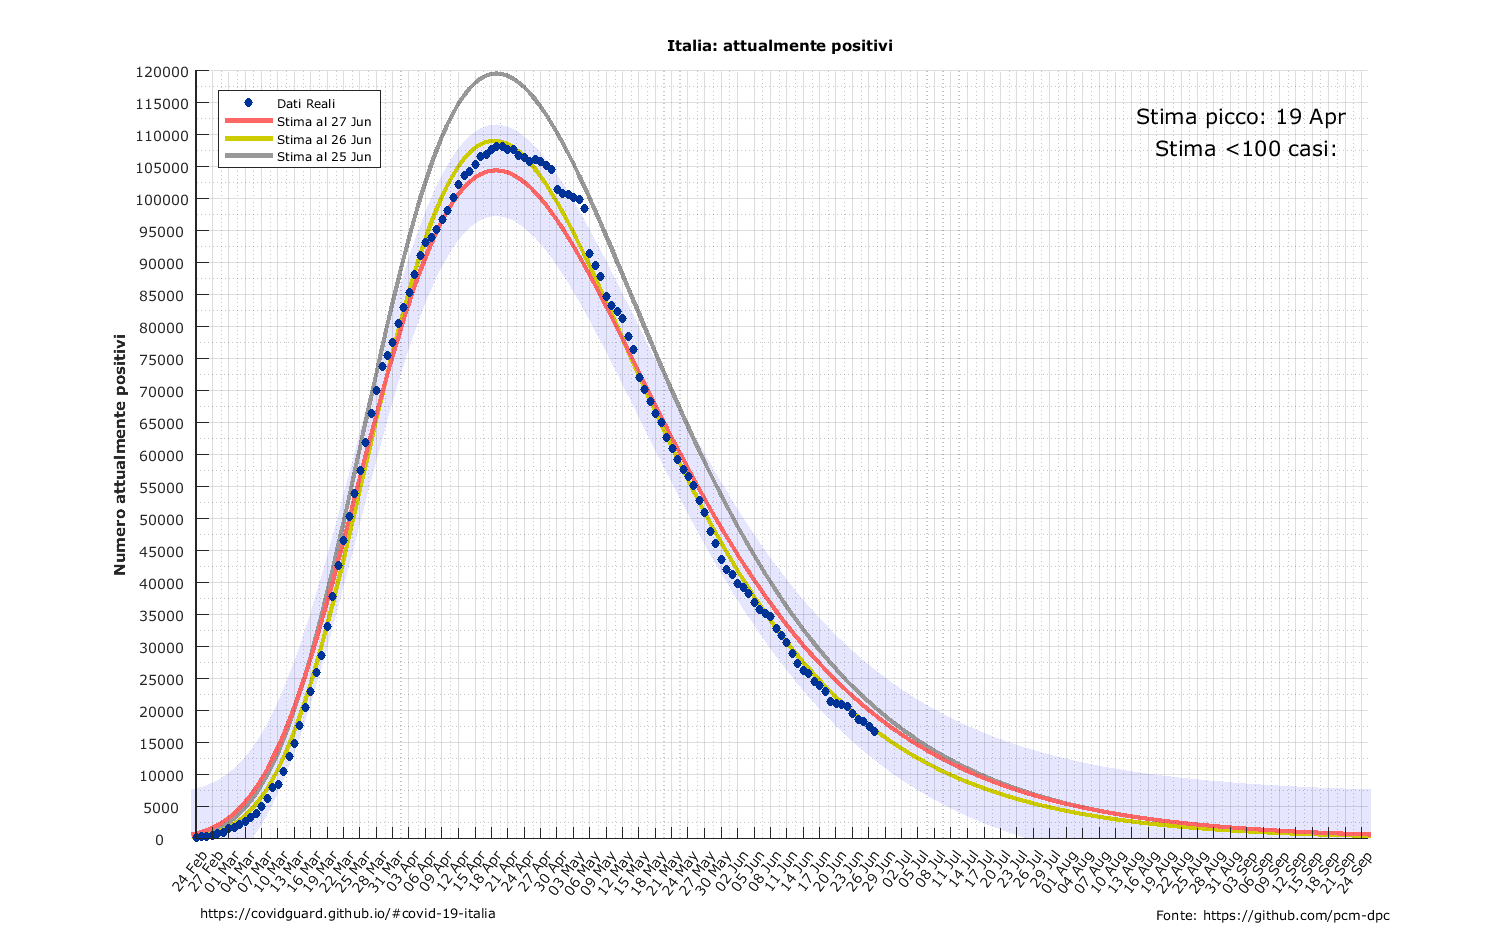 Italia: attualmente positivi
Stima picco: 19 Apr
Stima <100 casi:
Dati Reali
Stima al 27 Jun
Stima al 26 Jun
Stima al 25 Jun
Numero attualmente positivi
120000
115000
110000
105000
100000
95000
90000
85000
80000
75000
70000
65000
60000
55000
50000
45000
40000
35000
30000
25000
20000
15000
10000
5000
0
24 Feb
27 Feb
01 Mar
04 Mar
07 Mar
10 Mar
13 Mar
16 Mar
19 Mar
22 Mar
25 Mar
28 Mar
31 Mar
03 Apr
06 Apr
09 Apr
12 Apr
15 Apr
18 Apr
21 Apr
24 Apr
27 Apr
30 Apr
03 May
06 May
09 May
12 May
15 May
18 May
21 May
24 May
27 May
30 May
02 Jun
05 Jun
08 Jun
11 Jun
14 Jun
17 Jun
20 Jun
23 Jun
26 Jun
29 Jun
02 Jul
05 Jul
08 Jul
11 Jul
14 Jul
17 Jul
20 Jul
23 Jul
26 Jul
29 Jul
01 Aug
04 Aug
07 Aug
10 Aug
13 Aug
16 Aug
19 Aug
22 Aug
25 Aug
28 Aug
31 Aug
03 Sep
06 Sep
09 Sep
12 Sep
15 Sep
18 Sep
21 Sep
24 Sep
https://covidguard.github.io/#covid-19-italia
Fonte: https://github.com/pcm-dpc